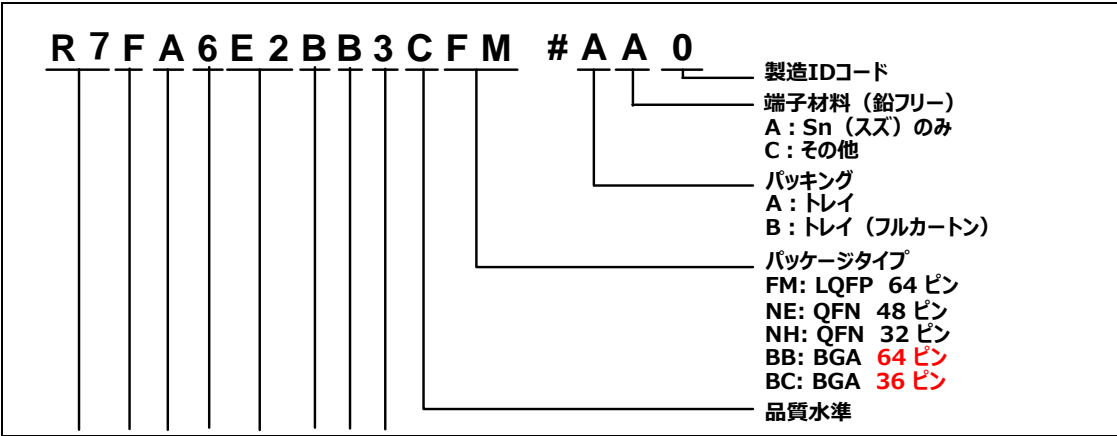 R7FA6E2BB3CFM #AA0
製造IDコード
端子材料（鉛フリー）
A：Sn（スズ）のみ
C：その他
パッキング
A：トレイ
B：トレイ（フルカートン）
パッケージタイプ
FM: LQFP 64 ピン
NE: QFN 48 ピン
NH: QFN 32 ピン
BB: BGA 64 ピン
BC: BGA 36 ピン
品質水準